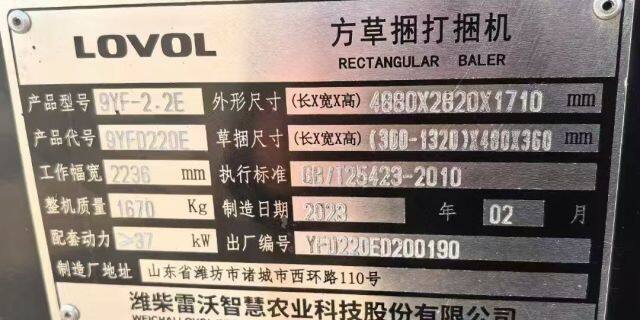 LOVOL 方草捆打捆机
RECTANGULAR BALER
产品型号 9YF-2.2E 外形尺寸 (长X宽X高) 4880X2620X1710 mm
产品代号 9YFD220E 草捆尺寸 (长X宽X高) (300-1320)X480X360 mm
工作幅宽 2236 mm 执行标准 GB/T25423-2010
整机质量 1670 Kg 制造日期 2023 年 02 月
配套动力 ≥37 kW 出厂编号 YFD220E0200190
制造厂地址 山东省潍坊市诸城市西环路110号
潍柴雷沃智慧农业科技股份有限公司